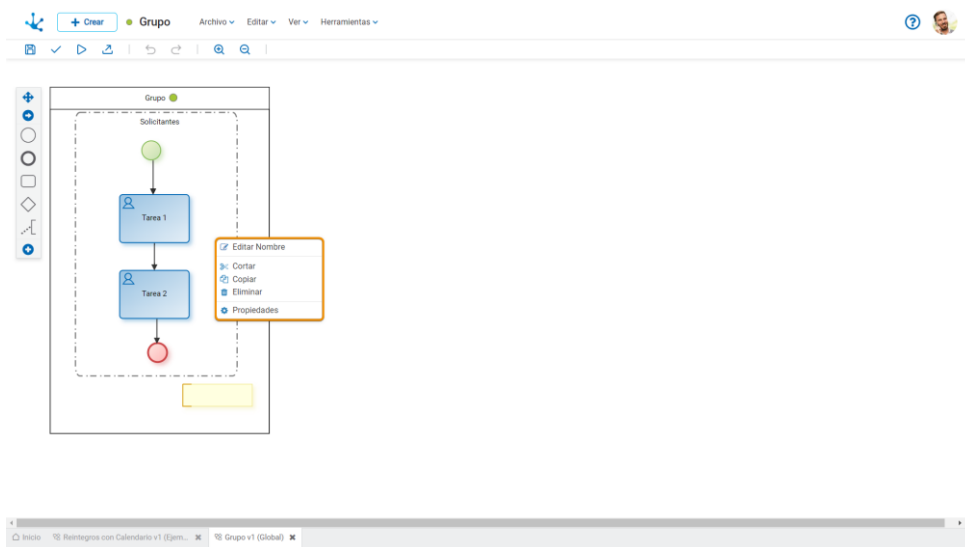 + Crear Grupo Archivo Editar Ver Herramientas ?
Grupo
Solicitantes
Tarea 1
Editar Nombre
Cortar
Copiar
Eliminar
Propiedades
Tarea 2
Inicio Reintegros con Calendario v1 (Ejem... Grupo v1 (Global)